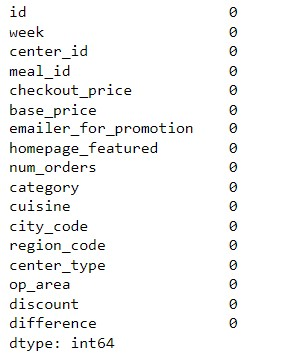 id 0
week 0
center_id 0
meal_id 0
checkout_price 0
base_price 0
emailer_for_promotion 0
homepage_featured 0
num_orders 0
category 0
cuisine 0
city_code 0
region_code 0
center_type 0
op_area 0
discount 0
difference 0
dtype: int64